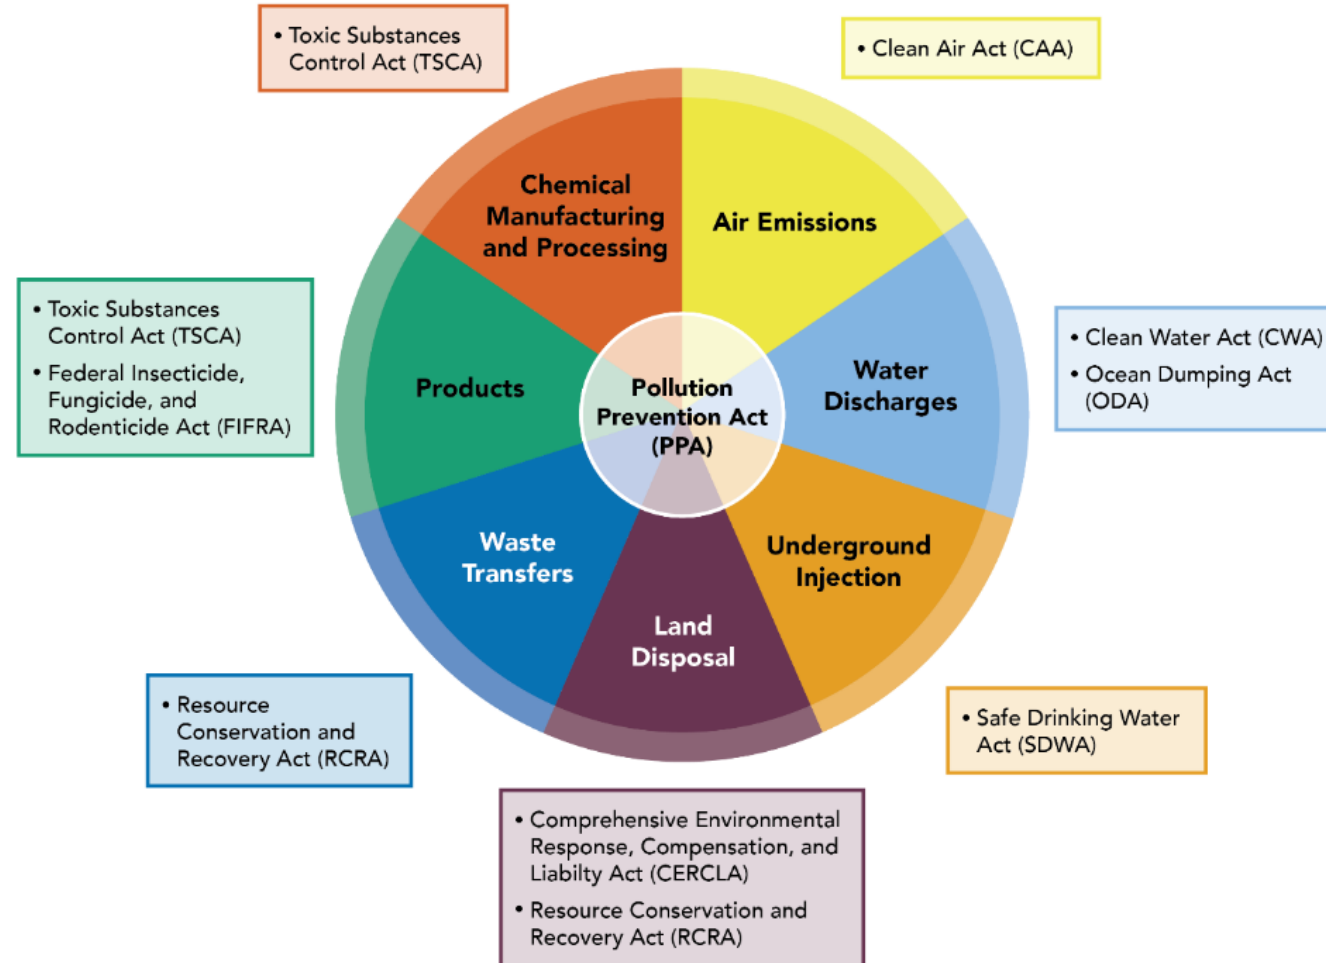 • Toxic Substances
Control Act (TSCA)
• Clean Air Act (CAA)
Chemical
Manufacturing
and Processing
Air Emissions
• Toxic Substances
Control Act (TSCA)
• Federal Insecticide,
Fungicide, and
Rodenticide Act (FIFRA)
Products
Pollution
Prevention Act
(PPA)
Water
Discharges
• Clean Water Act (CWA)
• Ocean Dumping Act
(ODA)
Waste
Transfers
Land
Disposal
Underground
Injection
• Resource
Conservation and
Recovery Act (RCRA)
• Safe Drinking Water
Act (SDWA)
• Comprehensive Environmental
Response, Compensation, and
Liabilty Act (CERCLA)
• Resource Conservation and
Recovery Act (RCRA)